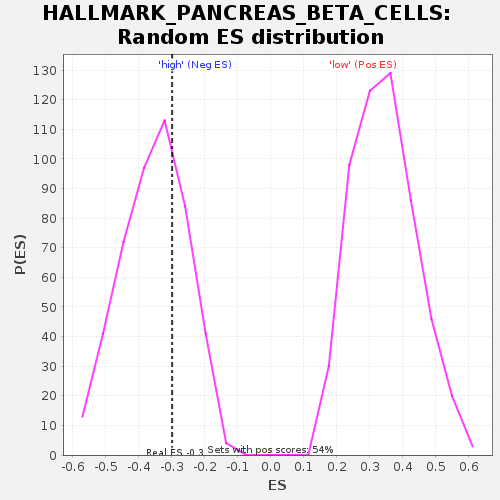 HALLMARK_PANCREAS_BETA_CELLS:
Random ES distribution
'high' (Neg ES)
'low' (Pos ES)
130
120
110
100
90
80
70
60
50
40
30
20
10
0
P(ES)
Real ES -0.3
Sets with pos scores: 54%
-0.6 -0.5 -0.4 -0.3 -0.2 -0.1 0.0 0.1 0.2 0.3 0.4 0.5 0.6
ES